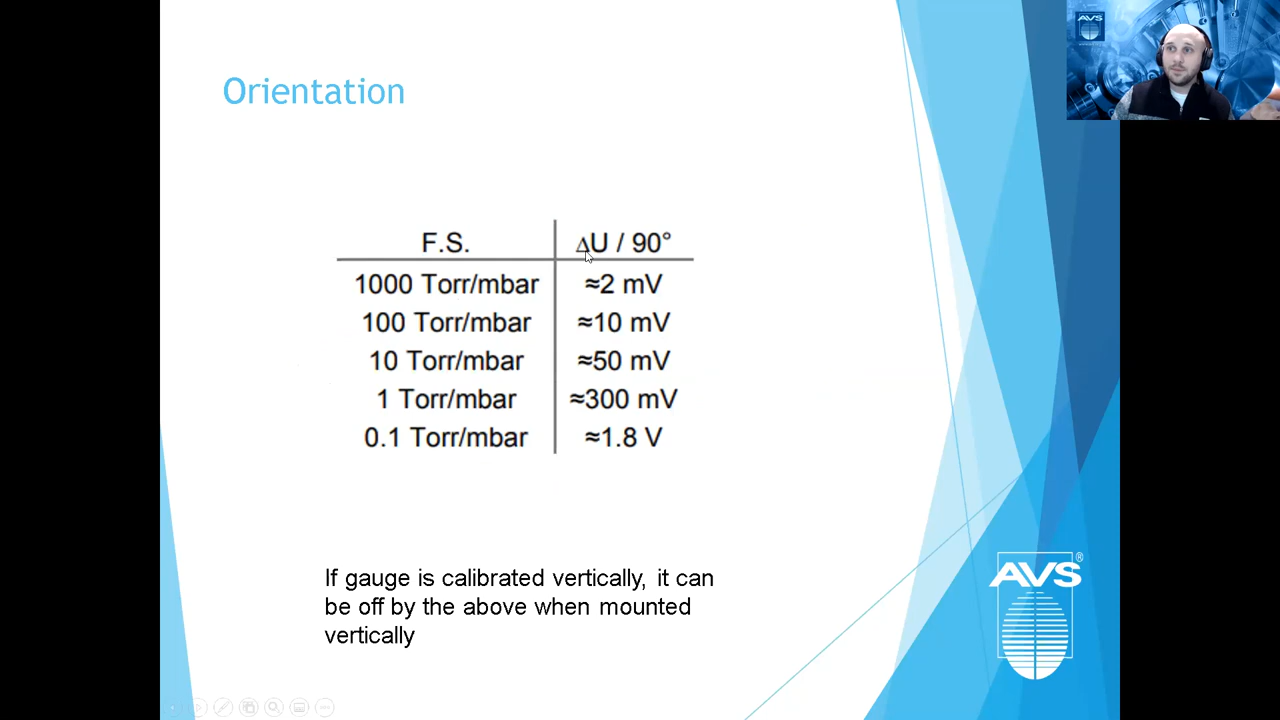 AVS
Orientation
F.S. ΔU / 90°
1000 Torr/mbar ≈2 mV
100 Torr/mbar ≈10 mV
10 Torr/mbar ≈50 mV
1 Torr/mbar ≈300 mV
0.1 Torr/mbar ≈1.8 V
If gauge is calibrated vertically, it can
be off by the above when mounted
vertically
AVS®